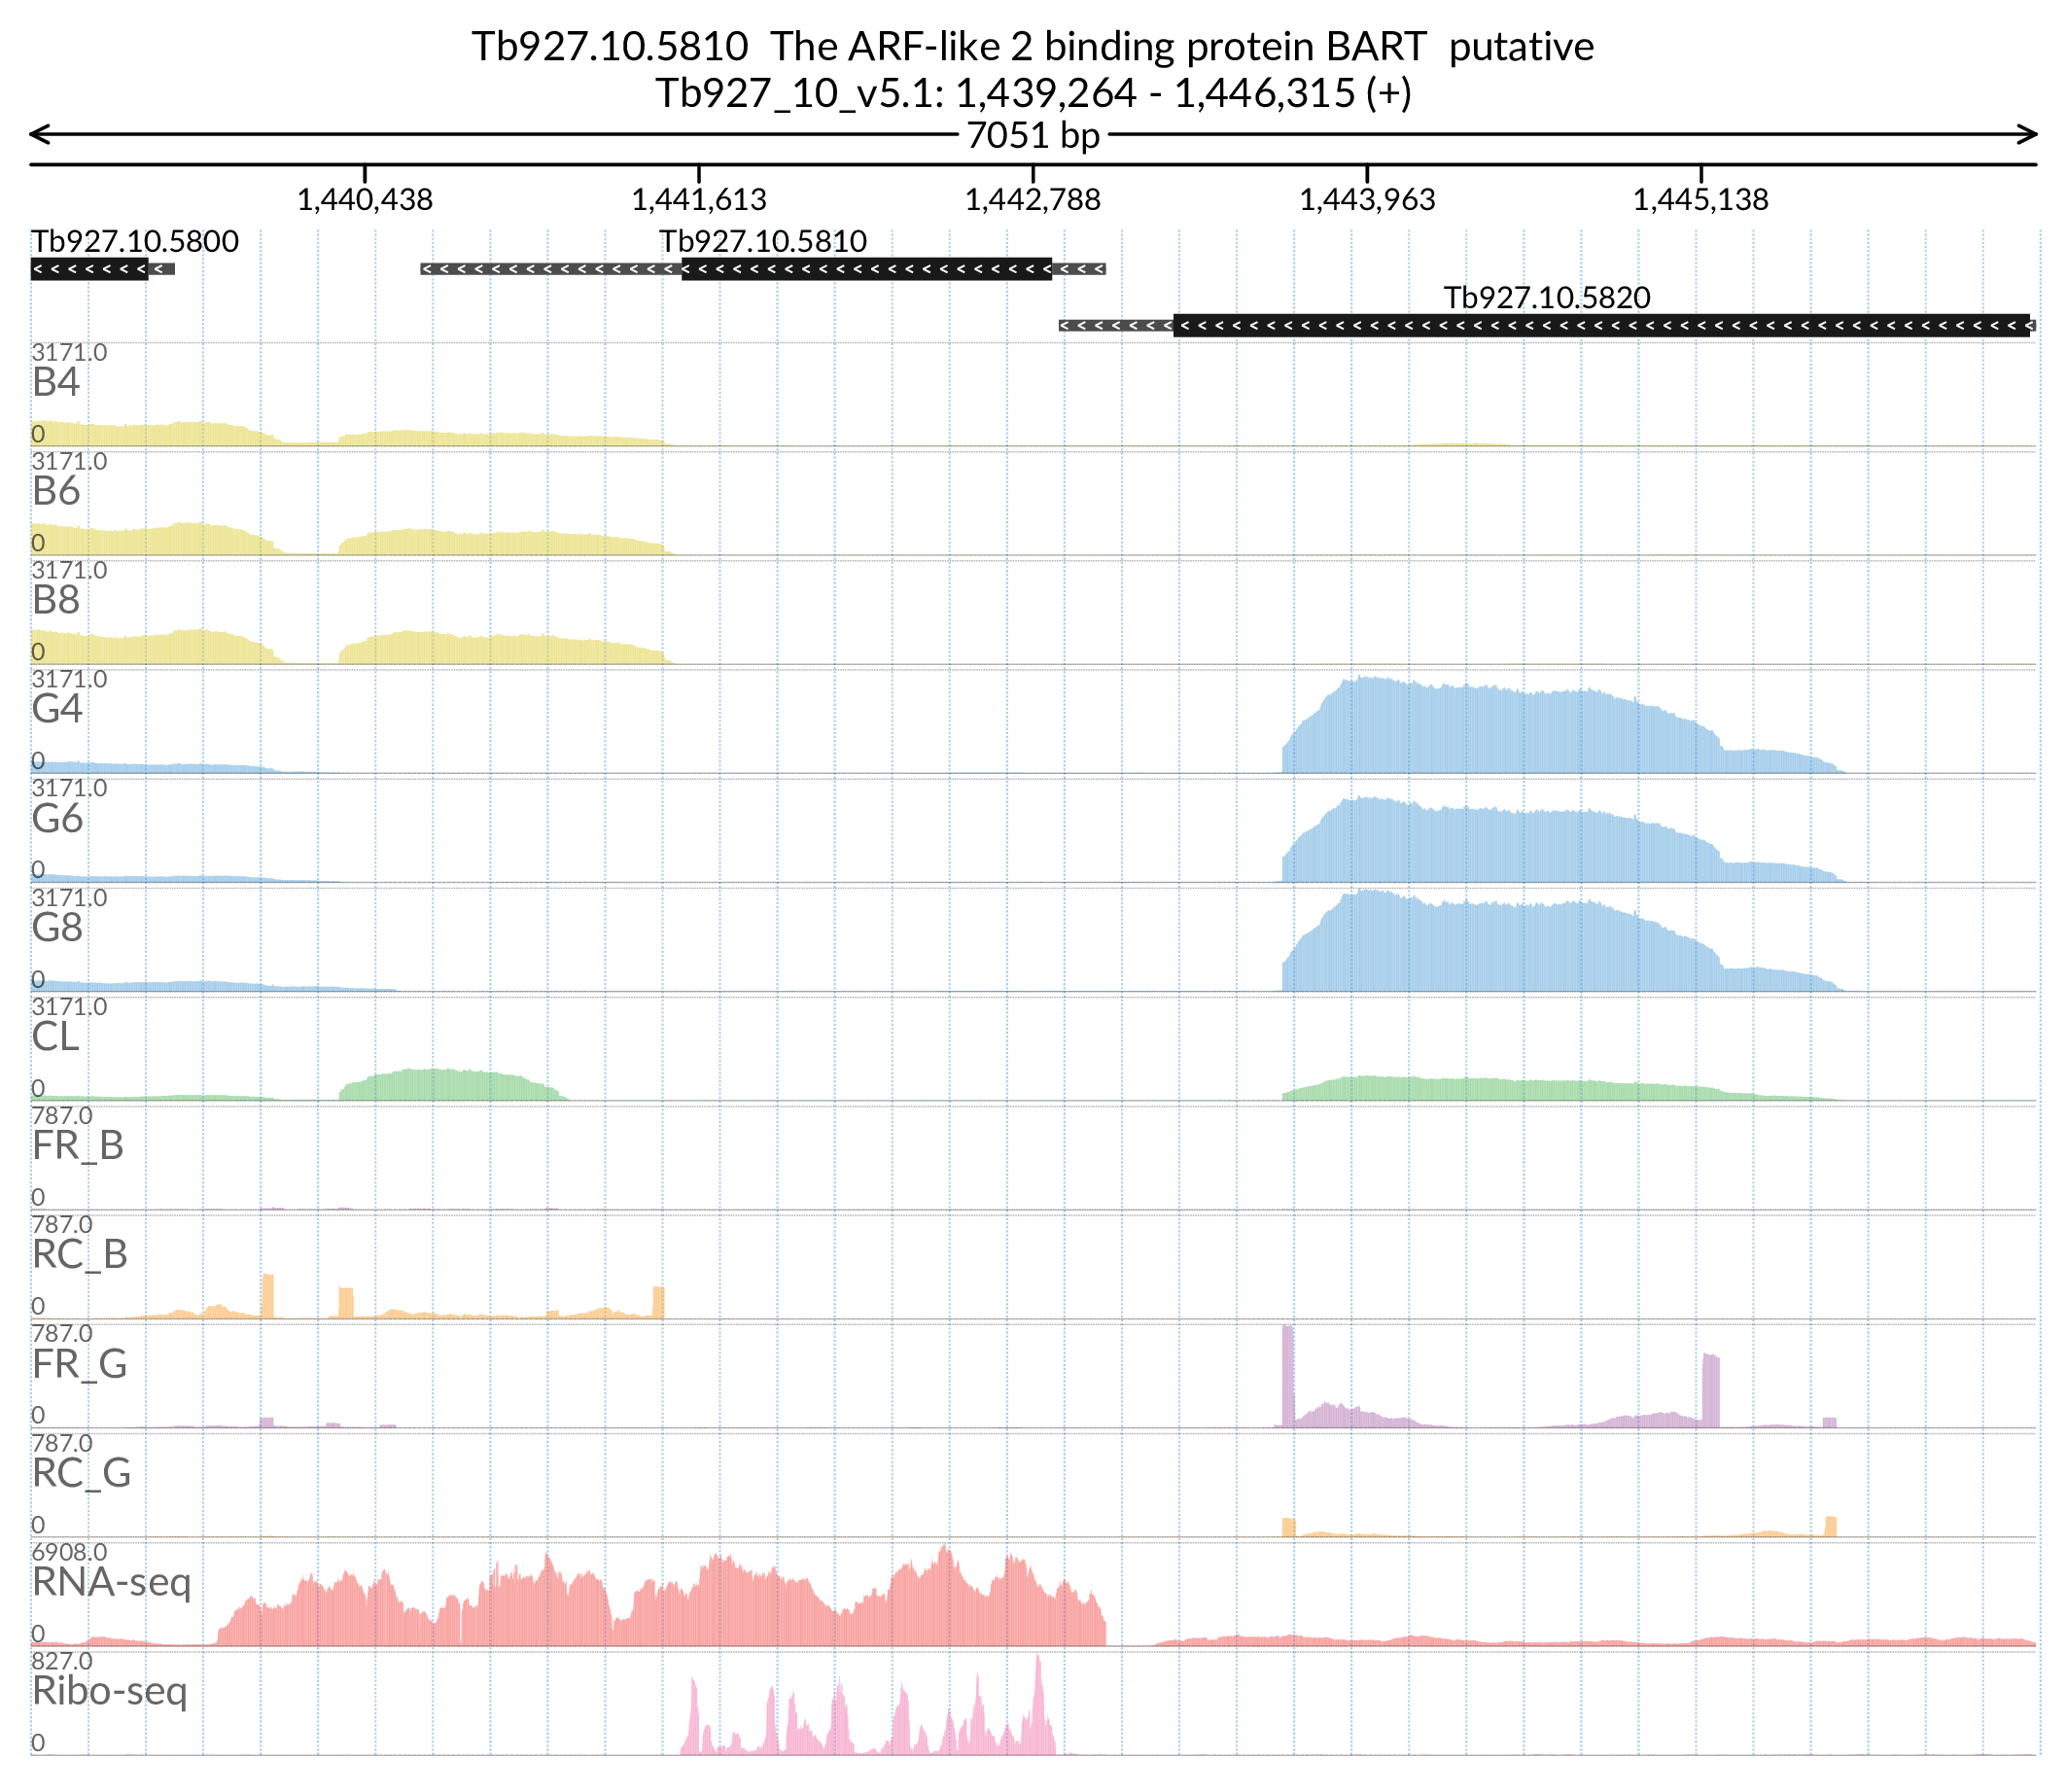 Tb927.10.5810  The ARF-like 2 binding protein BART  putative
Tb927_10_v5.1: 1,439,264 - 1,446,315 (+)
7051 bp
1,440,438 1,441,613 1,442,788 1,443,963 1,445,138
Tb927.10.5800 Tb927.10.5810
Tb927.10.5820
3171.0
B4
0
3171.0
B6
0
3171.0
B8
0
3171.0
G4
0
3171.0
G6
0
3171.0
G8
0
3171.0
CL
0
787.0
FR_B
0
787.0
RC_B
0
787.0
FR_G
0
787.0
RC_G
0
6908.0
RNA-seq
0
827.0
Ribo-seq
0